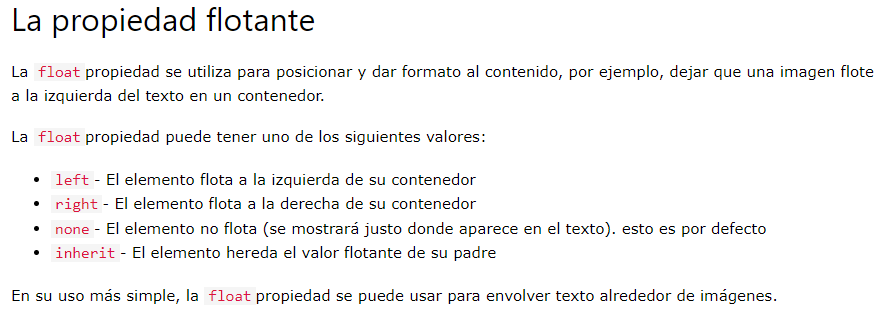 La propiedad flotante
La float propiedad se utiliza para posicionar y dar formato al contenido, por ejemplo, dejar que una imagen flote
a la izquierda del texto en un contenedor.
La float propiedad puede tener uno de los siguientes valores:
• left - El elemento flota a la izquierda de su contenedor
• right - El elemento flota a la derecha de su contenedor
• none - El elemento no flota (se mostrará justo donde aparece en el texto). esto es por defecto
• inherit - El elemento hereda el valor flotante de su padre
En su uso más simple, la float propiedad se puede usar para envolver texto alrededor de imágenes.